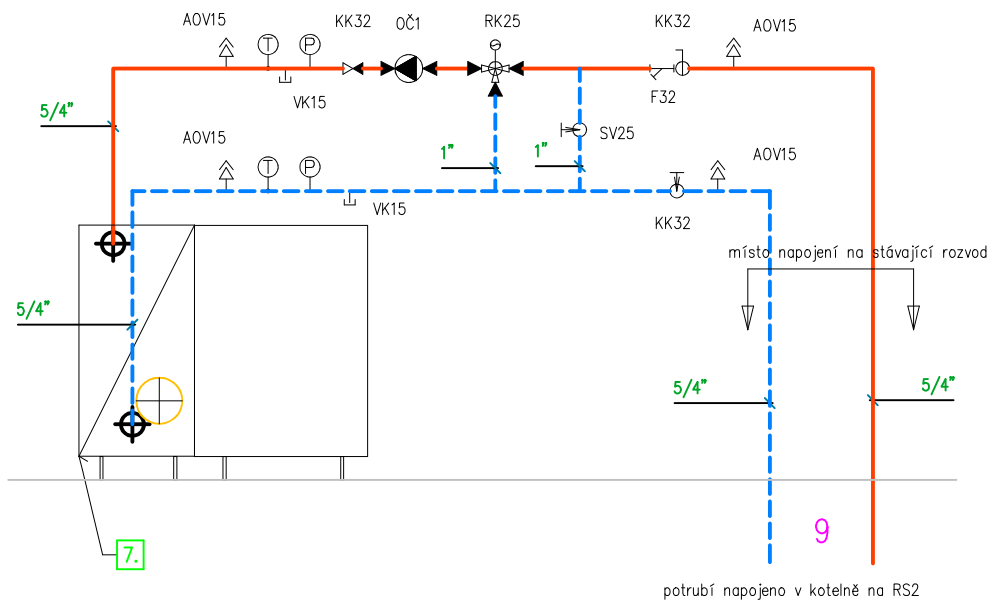 AOV15
KK32
OČ1
RK25
KK32
AOV15
T
P
VK15
F32
5/4"
AOV15
T
P
1"
1"
SV25
AOV15
VK15
KK32
místo napojení na stávající rozvod
5/4"
5/4"
5/4"
9
7.
potrubí napojeno v kotelně na RS2